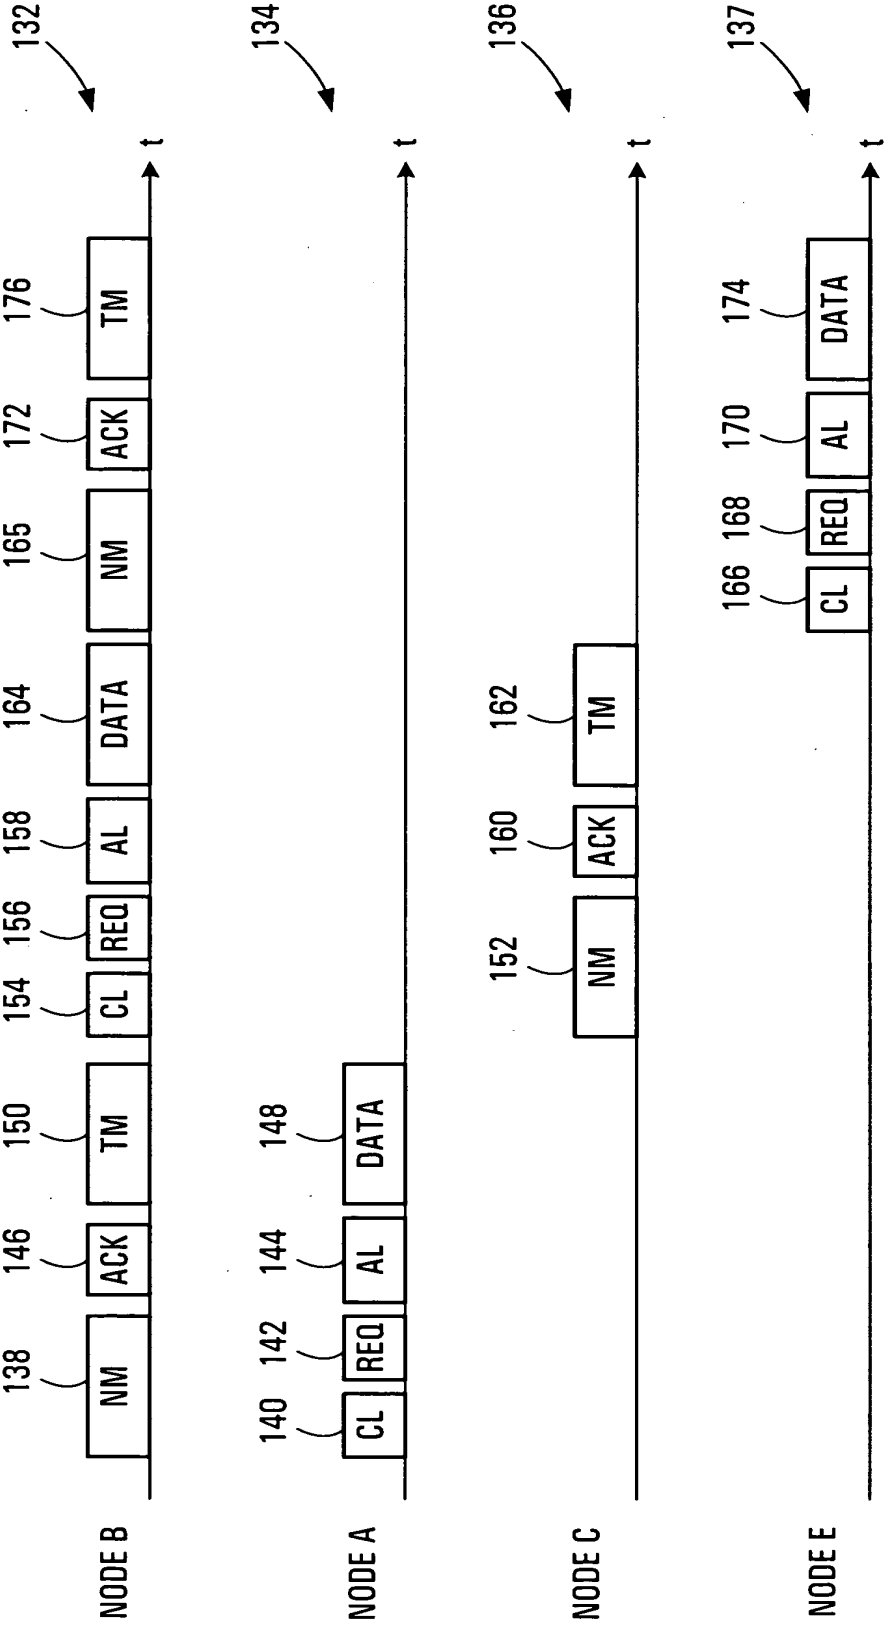 132
138 146 150 154 156 158 164 165 172 176
NODE B NM ACK TM CL REQ AL DATA NM ACK TM t
134
140 142 144 148
NODE A CL REQ AL DATA t
136
152 160 162
NODE C NM ACK TM t
137
166 168 170 174
NODE E CL REQ AL DATA t